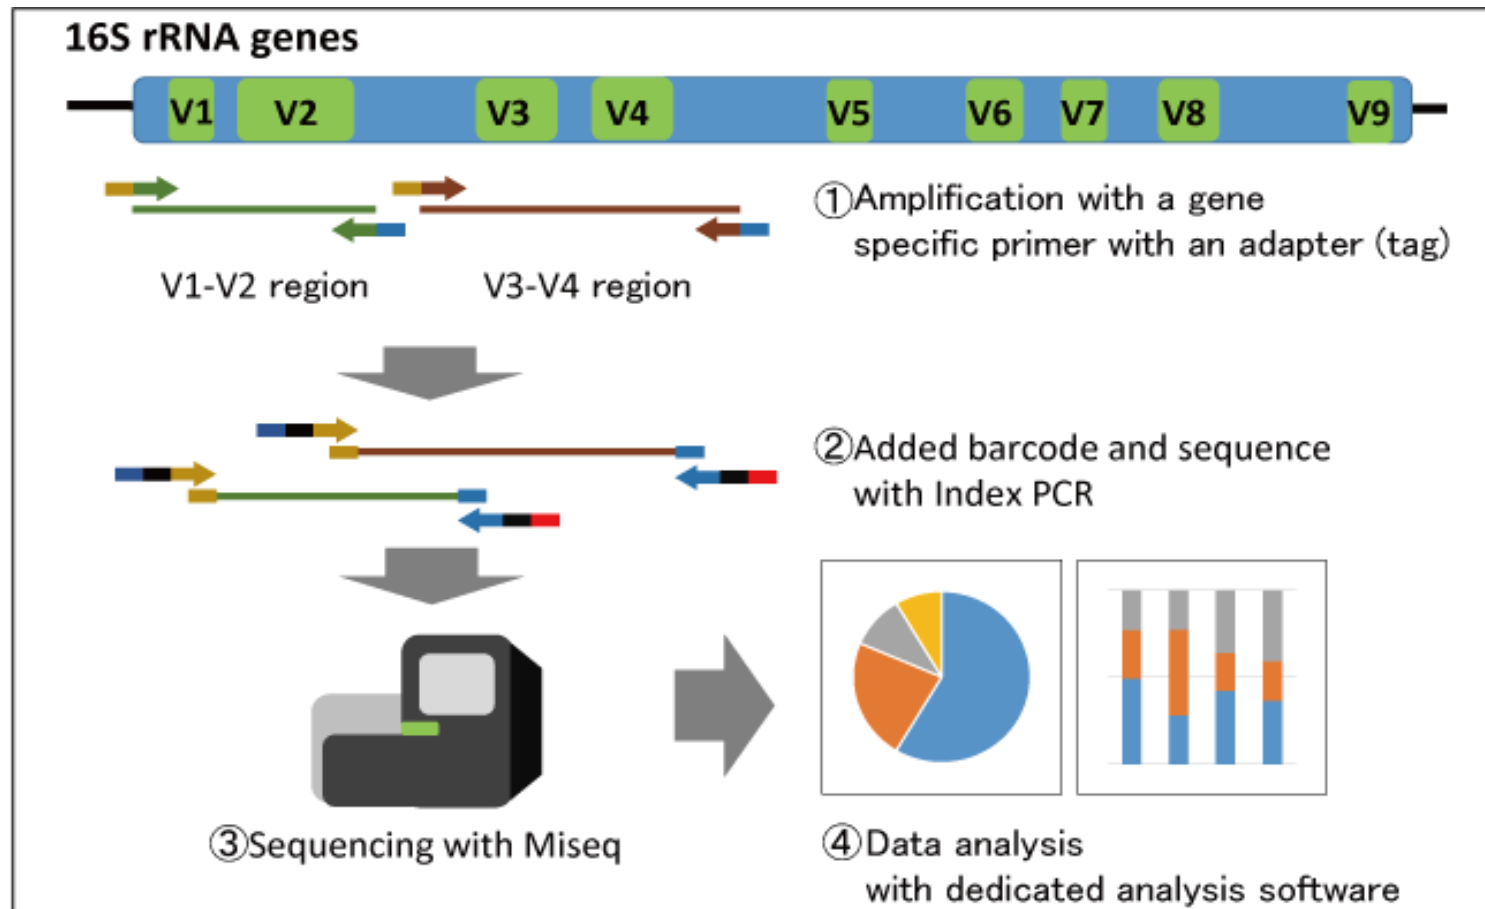 16S rRNA genes
V1 V2 V3 V4 V5 V6 V7 V8 V9
①Amplification with a gene
specific primer with an adapter (tag)
V1-V2 region
V3-V4 region
②Added barcode and sequence
with Index PCR
③Sequencing with Miseq
④Data analysis
with dedicated analysis software